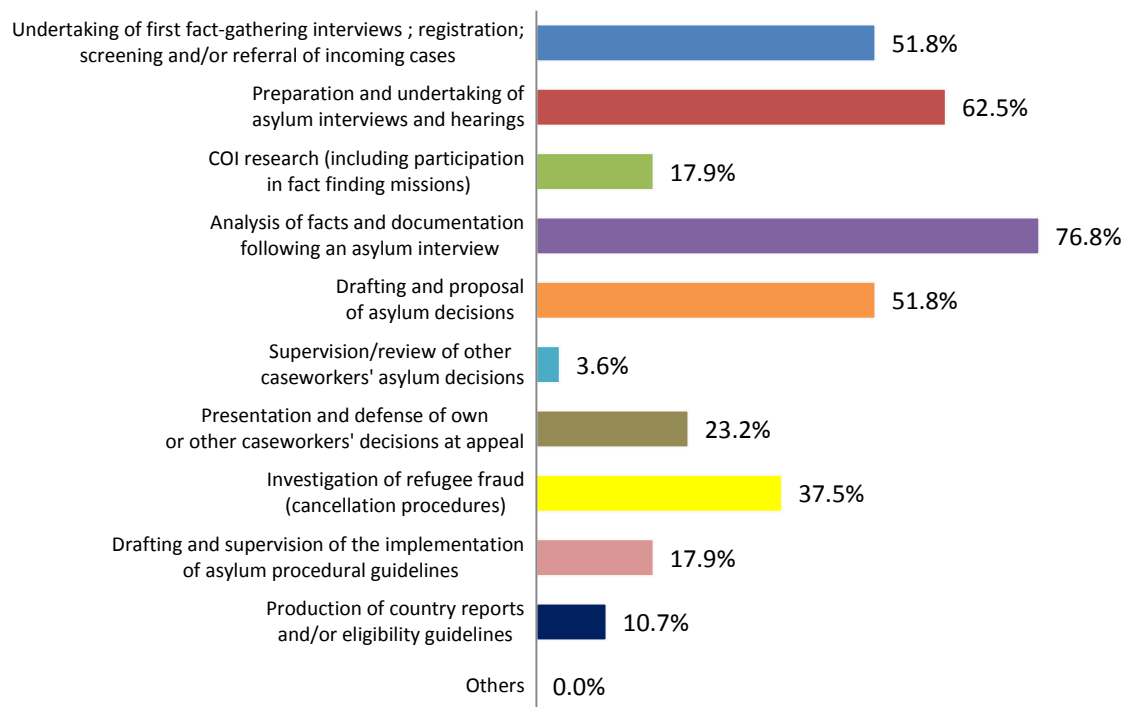 Undertaking of first fact-gathering interviews ; registration;
screening and/or referral of incoming cases
51.8%
Preparation and undertaking of
asylum interviews and hearings
62.5%
COI research (including participation
in fact finding missions)
17.9%
Analysis of facts and documentation
following an asylum interview
76.8%
Drafting and proposal
of asylum decisions
51.8%
Supervision/review of other
caseworkers' asylum decisions
3.6%
Presentation and defense of own
or other caseworkers' decisions at appeal
23.2%
Investigation of refugee fraud
(cancellation procedures)
37.5%
Drafting and supervision of the implementation
of asylum procedural guidelines
17.9%
Production of country reports
and/or eligibility guidelines
10.7%
Others
0.0%